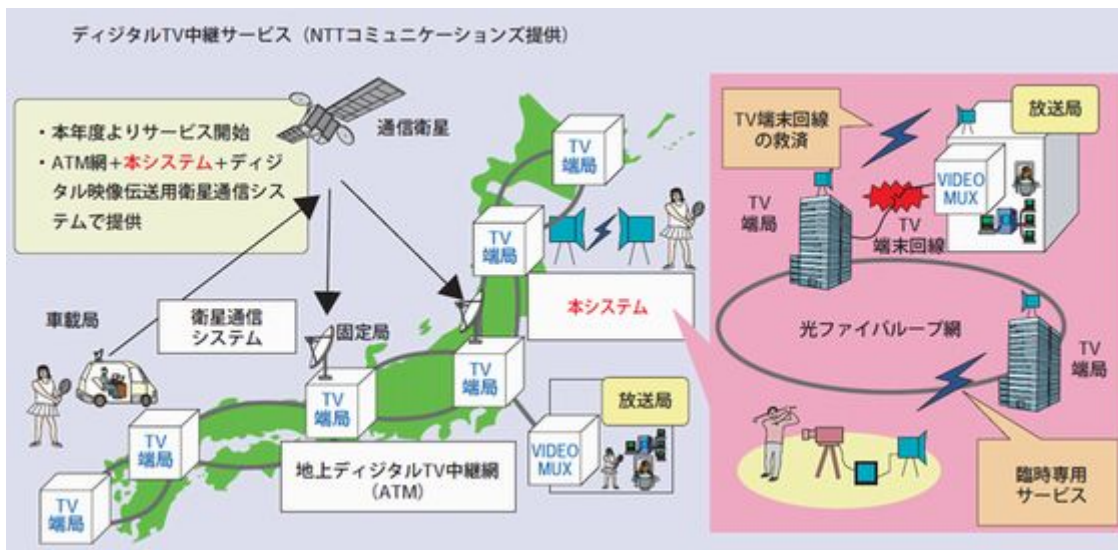 ディジタルTV中継サービス（NTTコミュニケーションズ提供）
・本年度よりサービス開始
・ATM網＋本システム＋ディジ
タル映像伝送用衛星通信シス
テムで提供
通信衛星
TV
端局
TV
端局
本システム
車載局
衛星通信
システム
固定局
TV
端局
TV
端局
TV
端局
TV
端局
地上ディジタルTV中継網
（ATM）
VIDEO
MUX
放送局
TV端末回線
の救済
放送局
VIDEO
MUX
TV
端局
TV
端末回線
光ファイバループ網
TV
端局
臨時専用
サービス